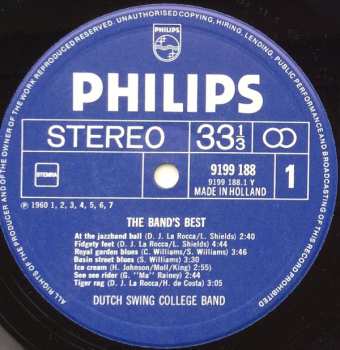 ALL RIGHTS OF THE PRODUCER AND OF THE OWNER OF THE WORK REPRODUCED RESERVED. UNAUTHORISED COPYING, HIRING, LENDING, PUBLIC PERFORMANCE AND BROADCASTING OF THIS RECORD PROHIBITED
PHILIPS
PHILIPS
STEREO 33 1/3
STEMRA
9199 188
9199 188.1 Y
MADE IN HOLLAND
1
℗ 1960 1, 2, 3, 4, 5, 6, 7
THE BAND'S BEST
At the jazzband ball (D. J. La Rocca/L. Shields) 2:40
Fidgety feet (D. J. La Rocca/L. Shields) 4:44
Royal garden blues (C. Williams/S. Williams) 3:46
Basin street blues (S. Williams) 3:30
Ice cream (H. Johnson/Moll/King) 2:55
See see rider (G. "Ma" Rainey) 2:46
Tiger rag (D. J. La Rocca/H. de Costa) 3:05
DUTCH SWING COLLEGE BAND